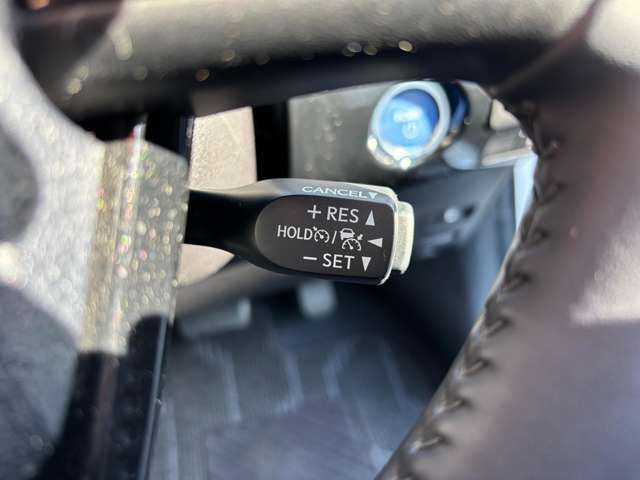 CANCEL▼
+ RES ▲
HOLD / ◀
− SET ▼